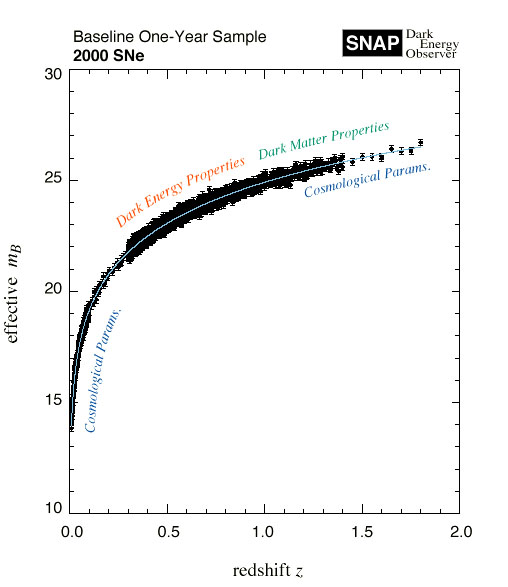 Baseline One-Year Sample
2000 SNe
SNAP
Dark
Energy
Observer
30
25
20
15
10
effective mB
Dark Energy Properties
Dark Matter Properties
Cosmological Params.
Cosmological Params.
0.0
0.5
1.0
1.5
2.0
redshift z